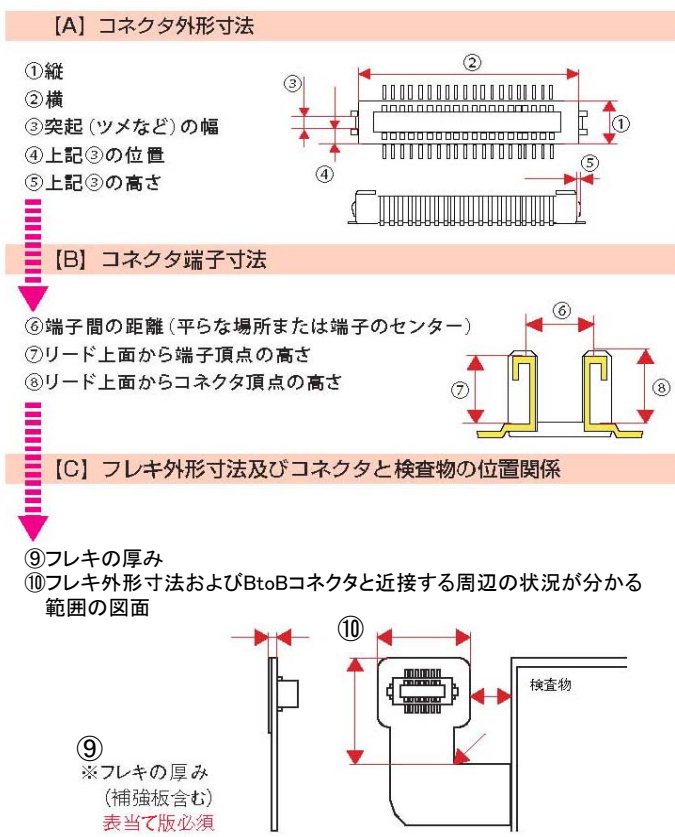 【A】コネクタ外形寸法
①縦
②横
③突起(ツメなど)の幅
④上記③の位置
⑤上記③の高さ
②
③
①
④
⑤
【B】コネクタ端子寸法
⑥端子間の距離(平らな場所または端子のセンター)
⑦リード上面から端子頂点の高さ
⑧リード上面からコネクタ頂点の高さ
⑥
⑦
⑧
【C】フレキ外形寸法及びコネクタと検査物の位置関係
⑨フレキの厚み
⑩フレキ外形寸法およびBtoBコネクタと近接する周辺の状況が分かる
範囲の図面
⑩
検査物
⑨
※フレキの厚み
(補強板含む)
表当て版必須